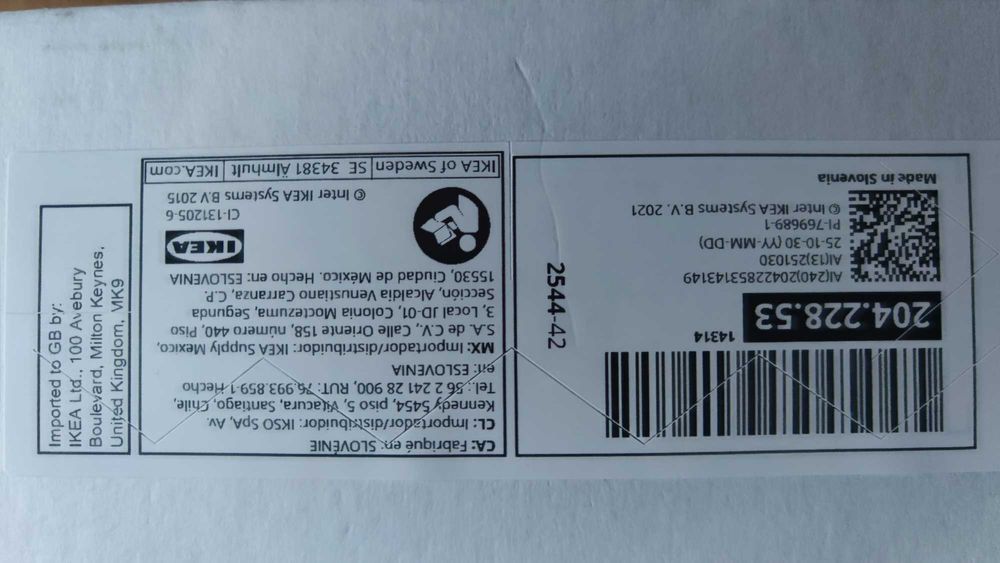 204.228.53
14314
AI(240)20422853143149
AI(13)251030
25-10-30 (YY-MM-DD)
PI-769689-1
© Inter IKEA Systems B.V. 2021
Made in Slovenia
2544-42
CA: Fabriqué en: SLOVÉNIE
CL: Importador/distribuidor: IKSO SpA, Av.
Kennedy 5454, piso 5, Vitacura, Santiago, Chile,
Tel.: 56 2 241 28 900, RUT: 76.993.859-1 Hecho
en: ESLOVENIA
MX: Importador/distribuidor: IKEA Supply Mexico,
S.A. de C.V., Calle Oriente 158, número 440, Piso
3, Local JD-01, Colonia Moctezuma, Segunda
Sección, Alcaldía Venustiano Carranza, C.P.
15530, Ciudad de México. Hecho en: ESLOVENIA
IKEA
CI-131205-6
© Inter IKEA Systems B.V 2015
IKEA of Sweden SE 34381 Älmhult IKEA.com
Imported to GB by:
IKEA Ltd., 100 Avebury
Boulevard, Milton Keynes,
United Kingdom, MK9